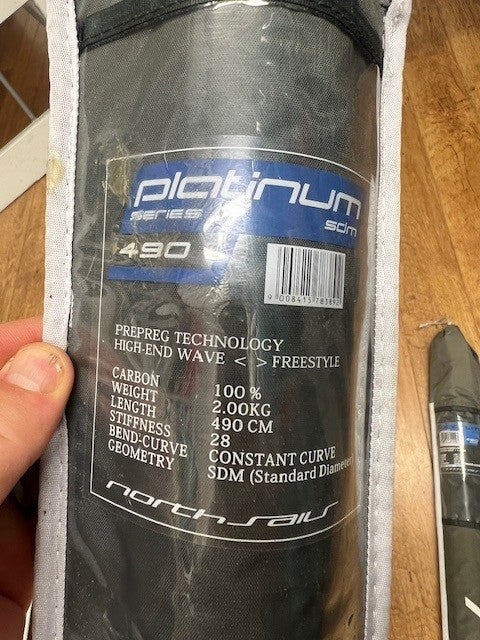 platinum
SERIES
sdm
490
9 008415 783892
PREPREG TECHNOLOGY
HIGH-END WAVE < > FREESTYLE
CARBON 100 %
WEIGHT 2.00KG
LENGTH 490 CM
STIFFNESS 28
BEND-CURVE CONSTANT CURVE
GEOMETRY SDM (Standard Diameter)
north sails